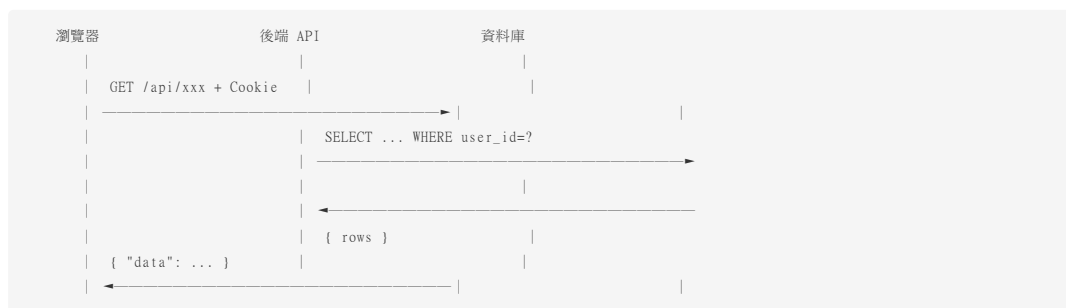 瀏覽器 後端 API 資料庫
GET /api/xxx + Cookie
SELECT ... WHERE user_id=?
{ rows }
{ "data": ... }